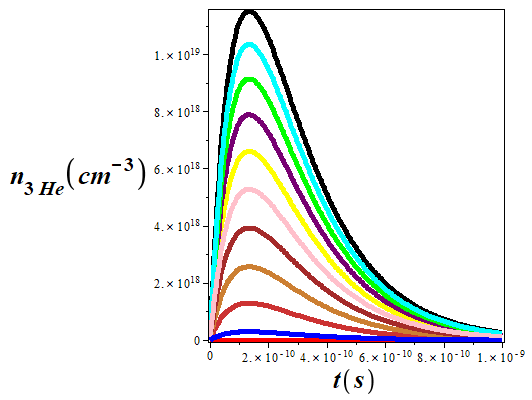 1. × 10¹⁹
8. × 10¹⁸
6. × 10¹⁸
n₃ He(cm⁻³)
4. × 10¹⁸
2. × 10¹⁸
0
0 2. × 10⁻¹⁰ 4. × 10⁻¹⁰ 6. × 10⁻¹⁰ 8. × 10⁻¹⁰ 1. × 10⁻⁹
t(s)